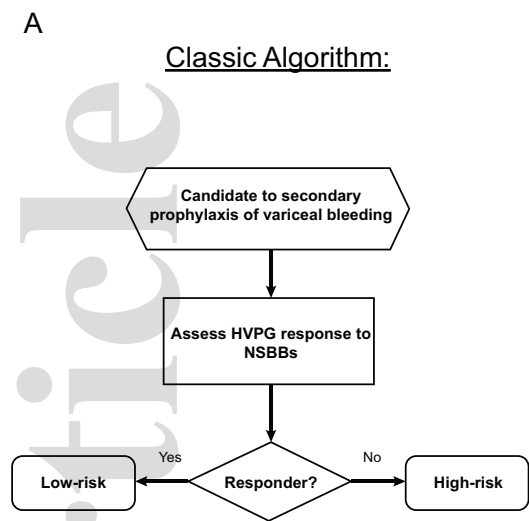 A
Classic Algorithm:
Candidate to secondary
prophylaxis of variceal bleeding
Assess HVPG response to
NSBBs
Yes
No
Low-risk
Responder?
High-risk
ticle